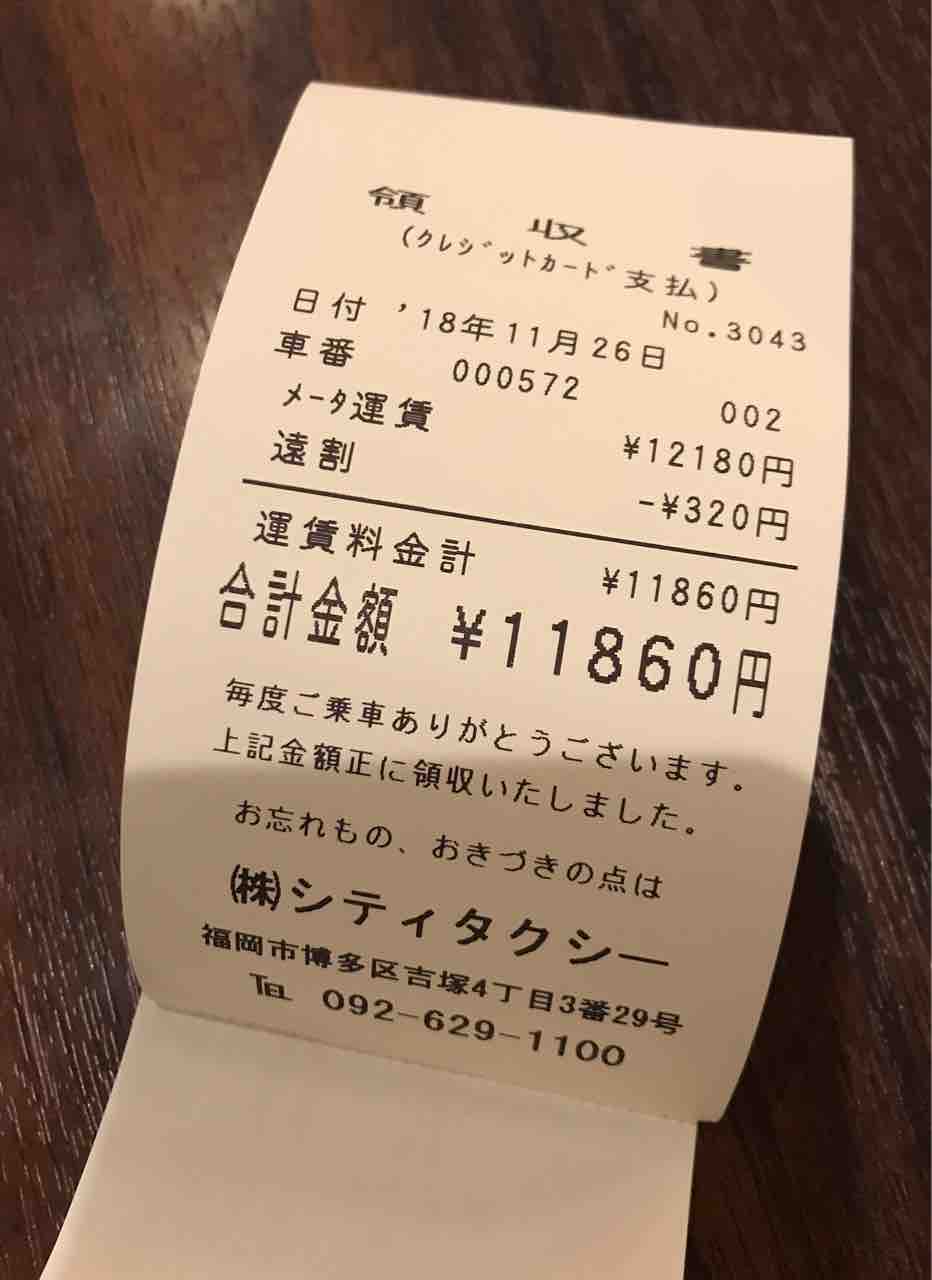 領収書
(クレジットカード支払)
No.3043
日付 '18年11月26日
車番 000572 002
メータ運賃 ¥12180円
遠割 -¥320円
運賃料金計 ¥11860円
合計金額 ¥11860円
毎度ご乗車ありがとうございます。
上記金額正に領収いたしました。
お忘れもの、おきづきの点は
㈱シティタクシー
福岡市博多区吉塚4丁目3番29号
℡ 092-629-1100